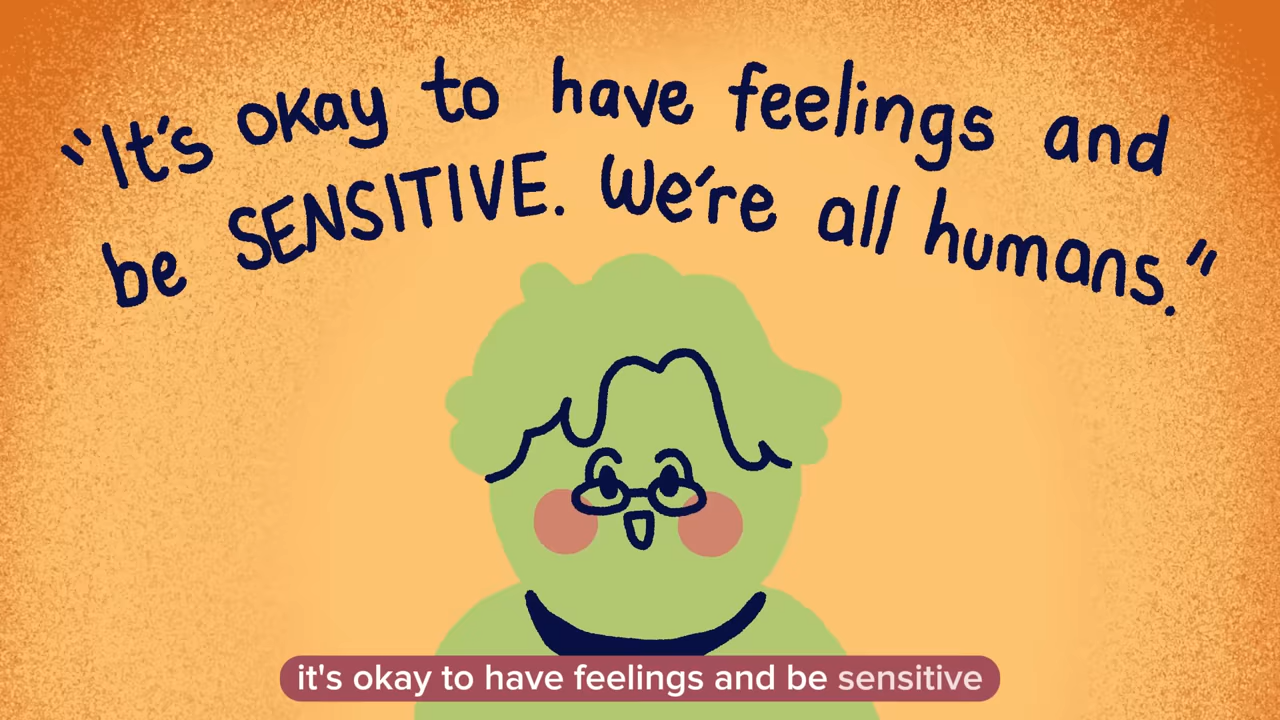 "It's okay to have feelings and
be SENSITIVE. We're all humans."
it's okay to have feelings and be sensitive